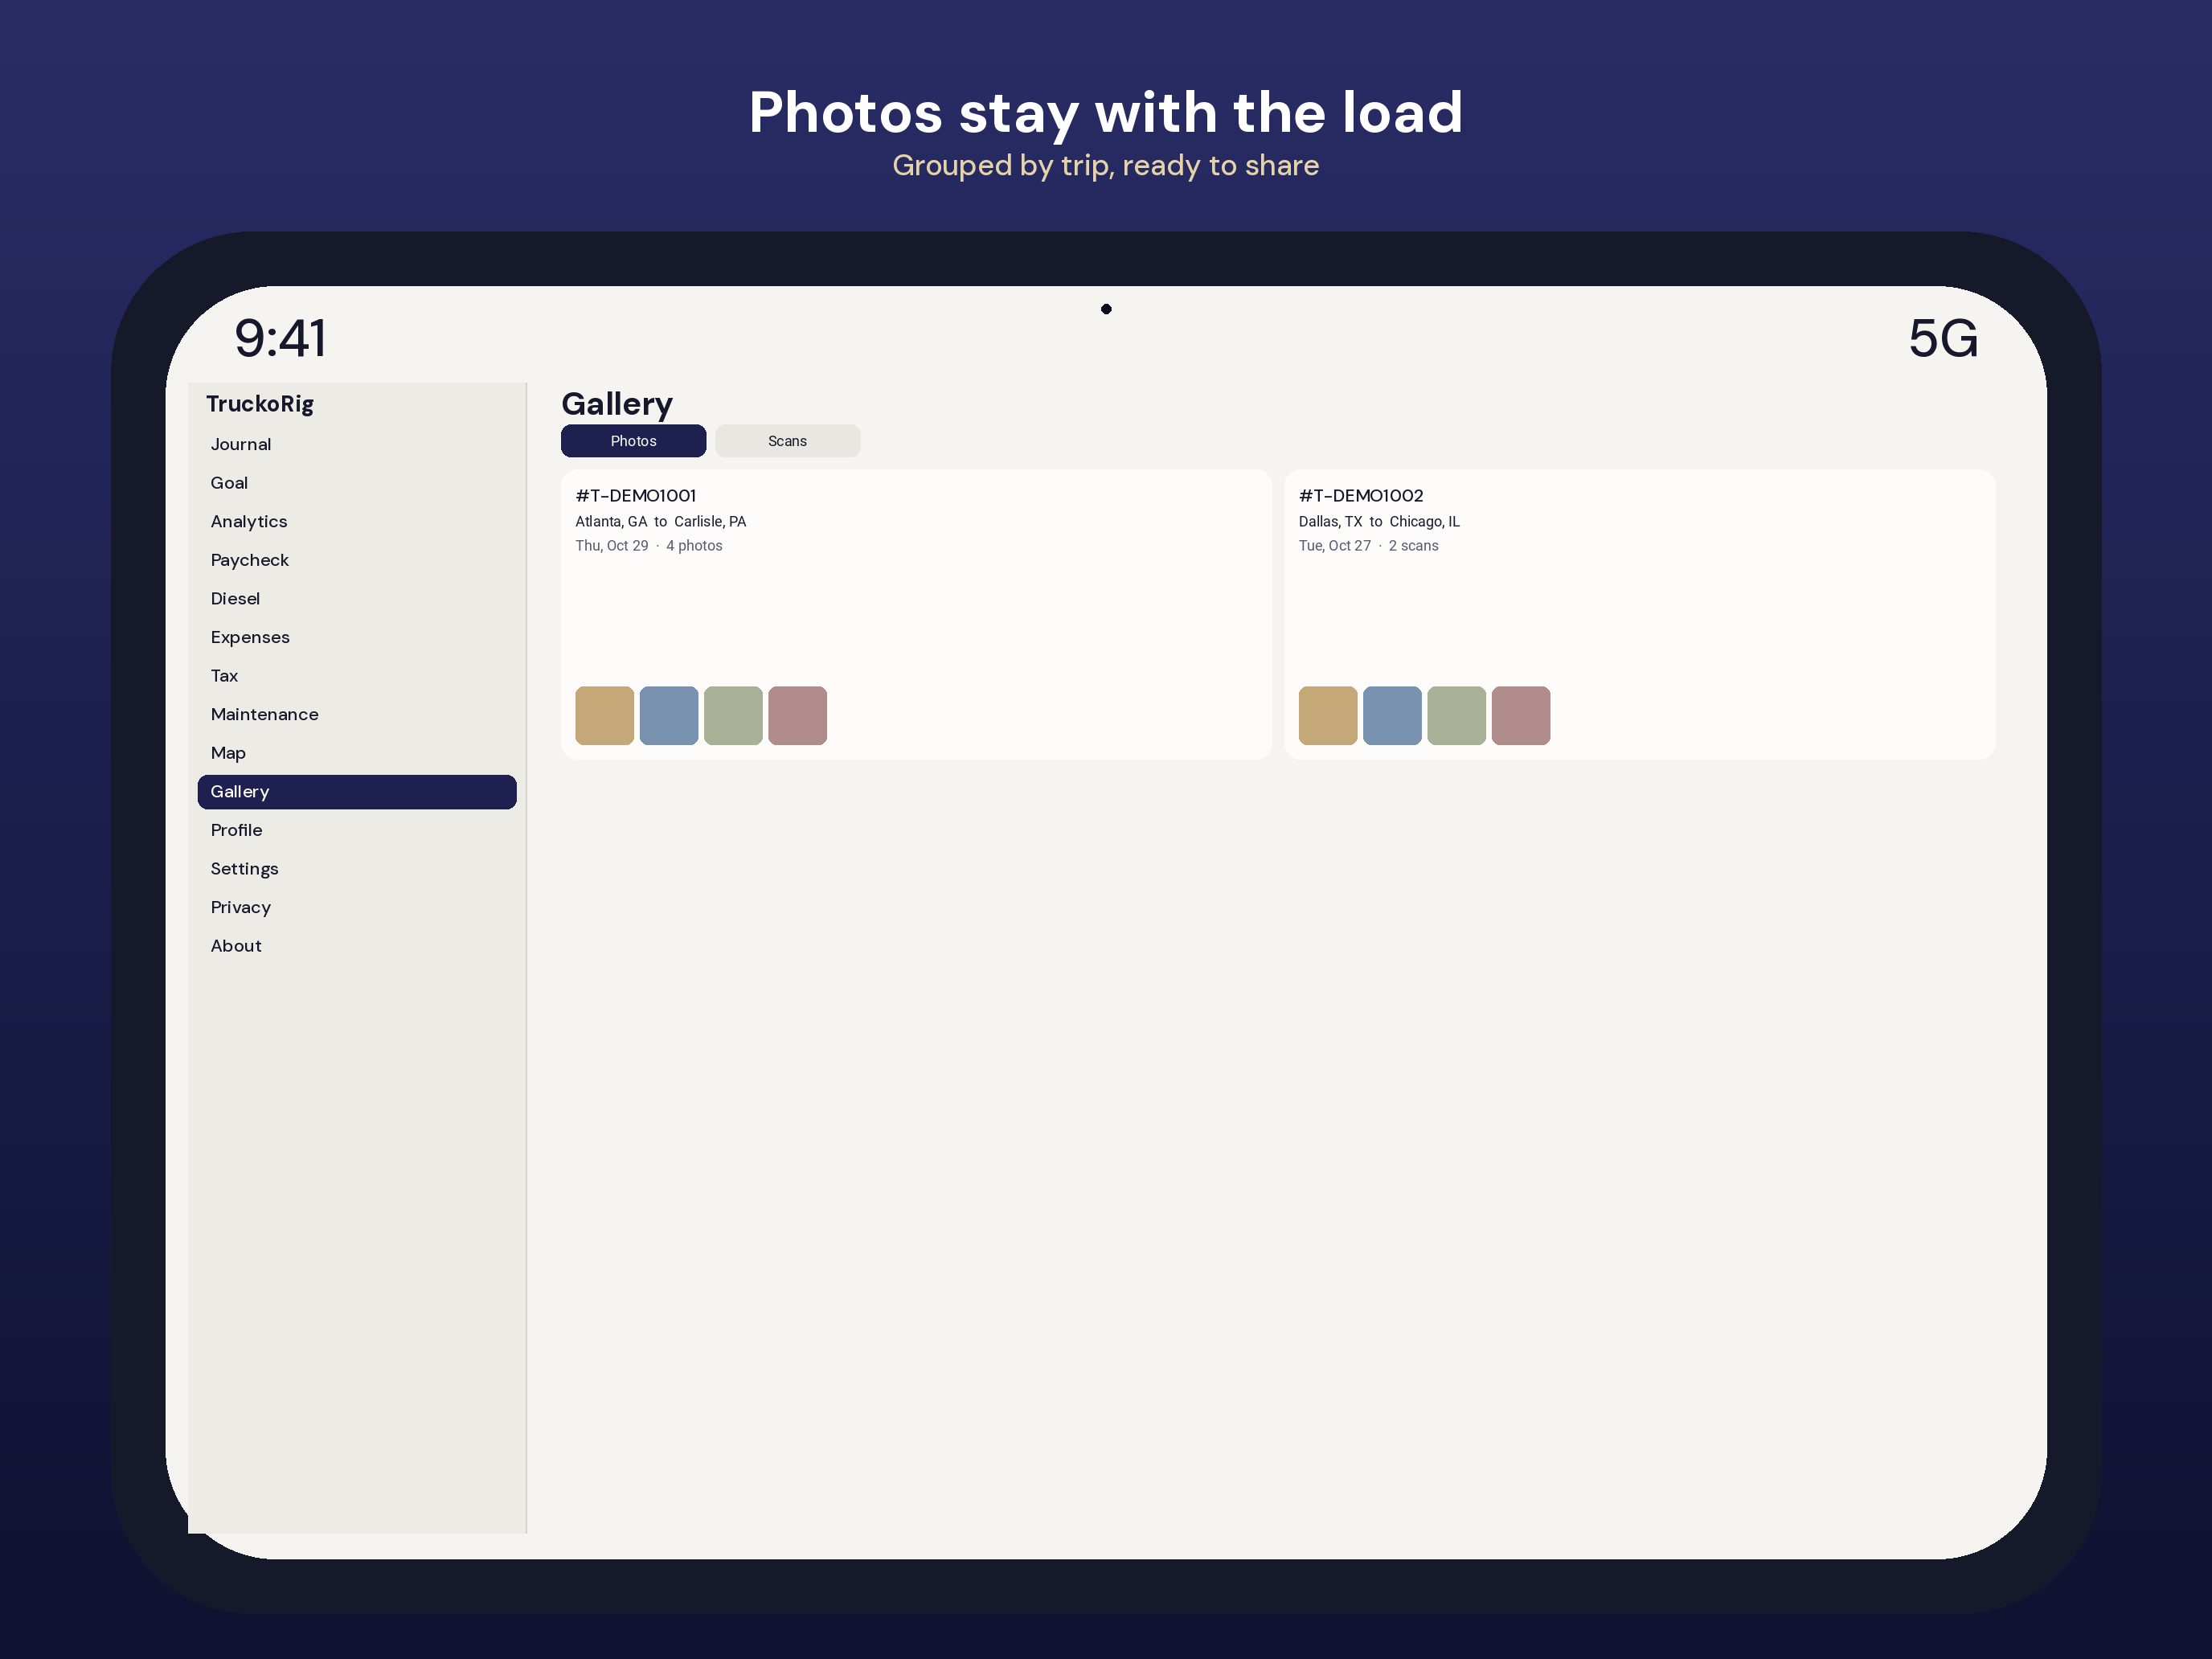 Photos stay with the load
Grouped by trip, ready to share
9:41
5G
TruckoRig
Journal
Goal
Analytics
Paycheck
Diesel
Expenses
Tax
Maintenance
Map
Gallery
Profile
Settings
Privacy
About
Gallery
Photos
Scans
#T-DEMO1001
Atlanta, GA to Carlisle, PA
Thu, Oct 29 · 4 photos
#T-DEMO1002
Dallas, TX to Chicago, IL
Tue, Oct 27 · 2 scans